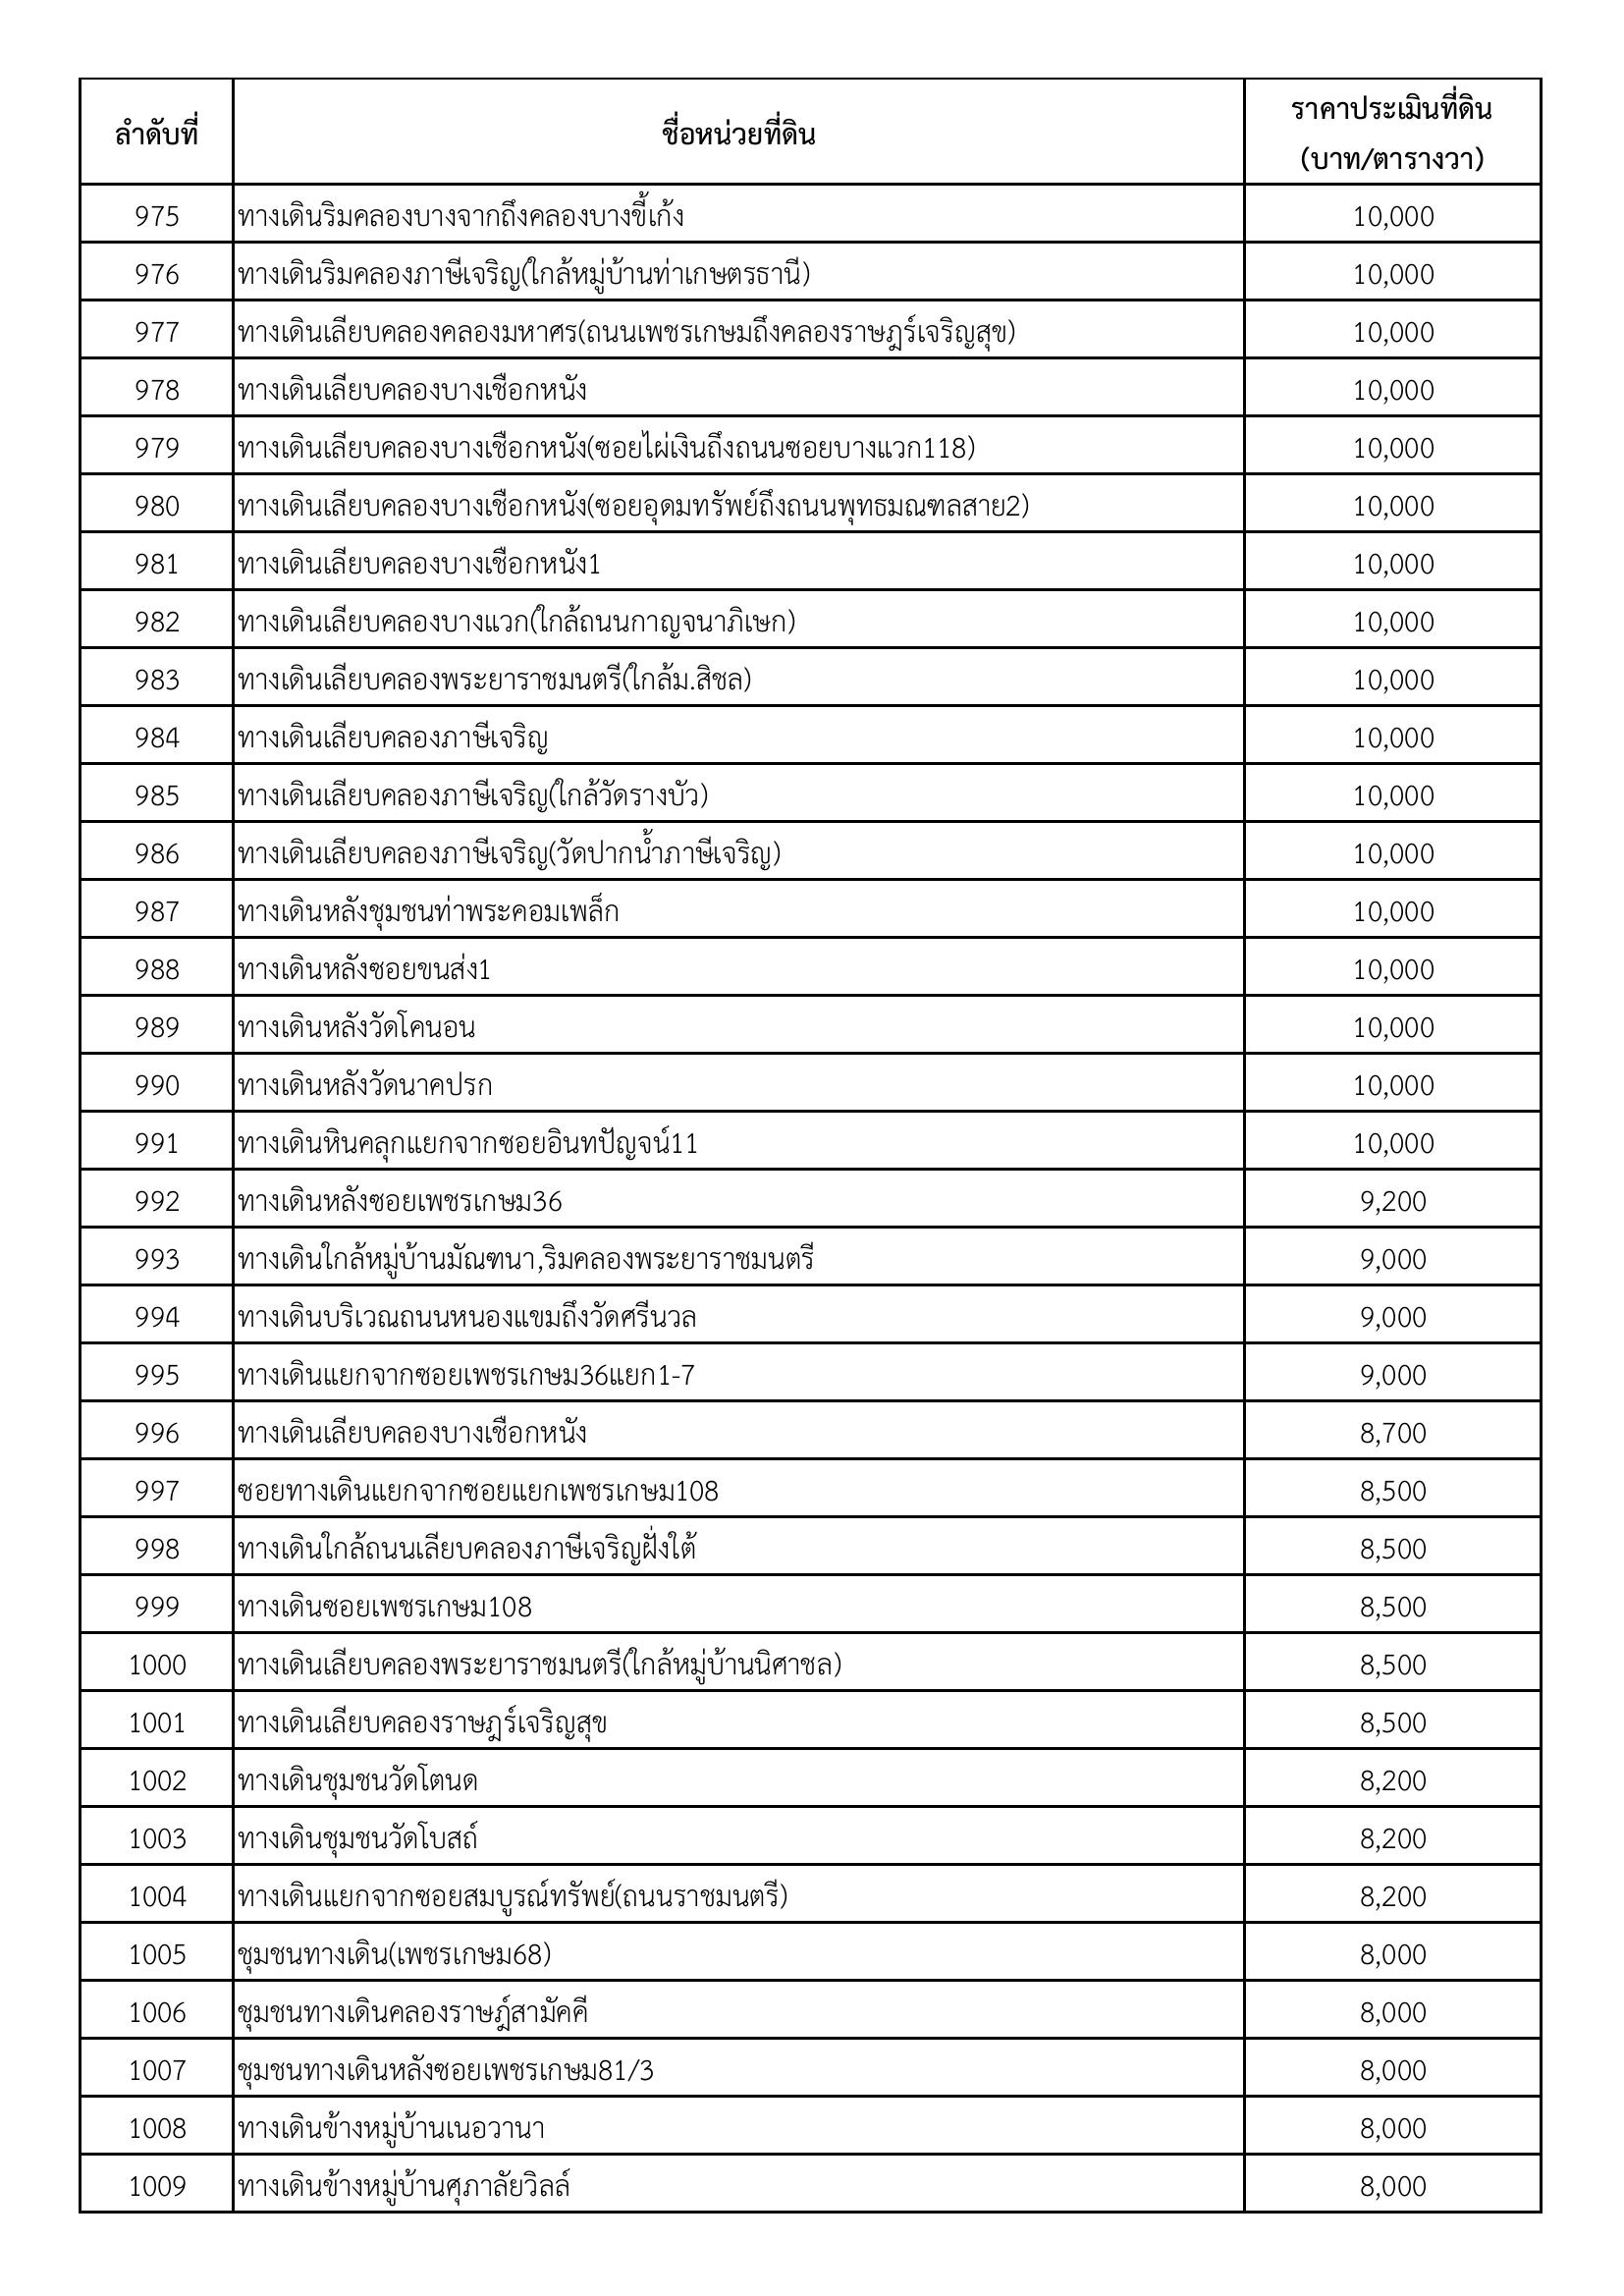 ลำดับที่ ชื่อหน่วยที่ดิน ราคาประเมินที่ดิน
(บาท/ตารางวา)
975 ทางเดินริมคลองบางจากถึงคลองบางขี้เก้ง 10,000
976 ทางเดินริมคลองภาษีเจริญ(ใกล้หมู่บ้านท่าเกษตรธานี) 10,000
977 ทางเดินเลียบคลองคลองมหาศร(ถนนเพชรเกษมถึงคลองราษฎร์เจริญสุข) 10,000
978 ทางเดินเลียบคลองบางเชือกหนัง 10,000
979 ทางเดินเลียบคลองบางเชือกหนัง(ซอยไผ่เงินถึงถนนซอยบางแวก118) 10,000
980 ทางเดินเลียบคลองบางเชือกหนัง(ซอยอุดมทรัพย์ถึงถนนพุทธมณฑลสาย2) 10,000
981 ทางเดินเลียบคลองบางเชือกหนัง1 10,000
982 ทางเดินเลียบคลองบางแวก(ใกล้ถนนกาญจนาภิเษก) 10,000
983 ทางเดินเลียบคลองพระยาราชมนตรี(ใกล้ม.สิชล) 10,000
984 ทางเดินเลียบคลองภาษีเจริญ 10,000
985 ทางเดินเลียบคลองภาษีเจริญ(ใกล้วัดรางบัว) 10,000
986 ทางเดินเลียบคลองภาษีเจริญ(วัดปากน้ำภาษีเจริญ) 10,000
987 ทางเดินหลังชุมชนท่าพระคอมเพล็ก 10,000
988 ทางเดินหลังซอยขนส่ง1 10,000
989 ทางเดินหลังวัดโคนอน 10,000
990 ทางเดินหลังวัดนาคปรก 10,000
991 ทางเดินหินคลุกแยกจากซอยอินทปัญจน์11 10,000
992 ทางเดินหลังซอยเพชรเกษม36 9,200
993 ทางเดินใกล้หมู่บ้านมัณฑนา,ริมคลองพระยาราชมนตรี 9,000
994 ทางเดินบริเวณถนนหนองแขมถึงวัดศรีนวล 9,000
995 ทางเดินแยกจากซอยเพชรเกษม36แยก1-7 9,000
996 ทางเดินเลียบคลองบางเชือกหนัง 8,700
997 ซอยทางเดินแยกจากซอยแยกเพชรเกษม108 8,500
998 ทางเดินใกล้ถนนเลียบคลองภาษีเจริญฝั่งใต้ 8,500
999 ทางเดินซอยเพชรเกษม108 8,500
1000 ทางเดินเลียบคลองพระยาราชมนตรี(ใกล้หมู่บ้านนิศาชล) 8,500
1001 ทางเดินเลียบคลองราษฎร์เจริญสุข 8,500
1002 ทางเดินชุมชนวัดโตนด 8,200
1003 ทางเดินชุมชนวัดโบสถ์ 8,200
1004 ทางเดินแยกจากซอยสมบูรณ์ทรัพย์(ถนนราชมนตรี) 8,200
1005 ชุมชนทางเดิน(เพชรเกษม68) 8,000
1006 ชุมชนทางเดินคลองราษฎ์สามัคคี 8,000
1007 ชุมชนทางเดินหลังซอยเพชรเกษม81/3 8,000
1008 ทางเดินข้างหมู่บ้านเนอวานา 8,000
1009 ทางเดินข้างหมู่บ้านศุภาลัยวิลล์ 8,000